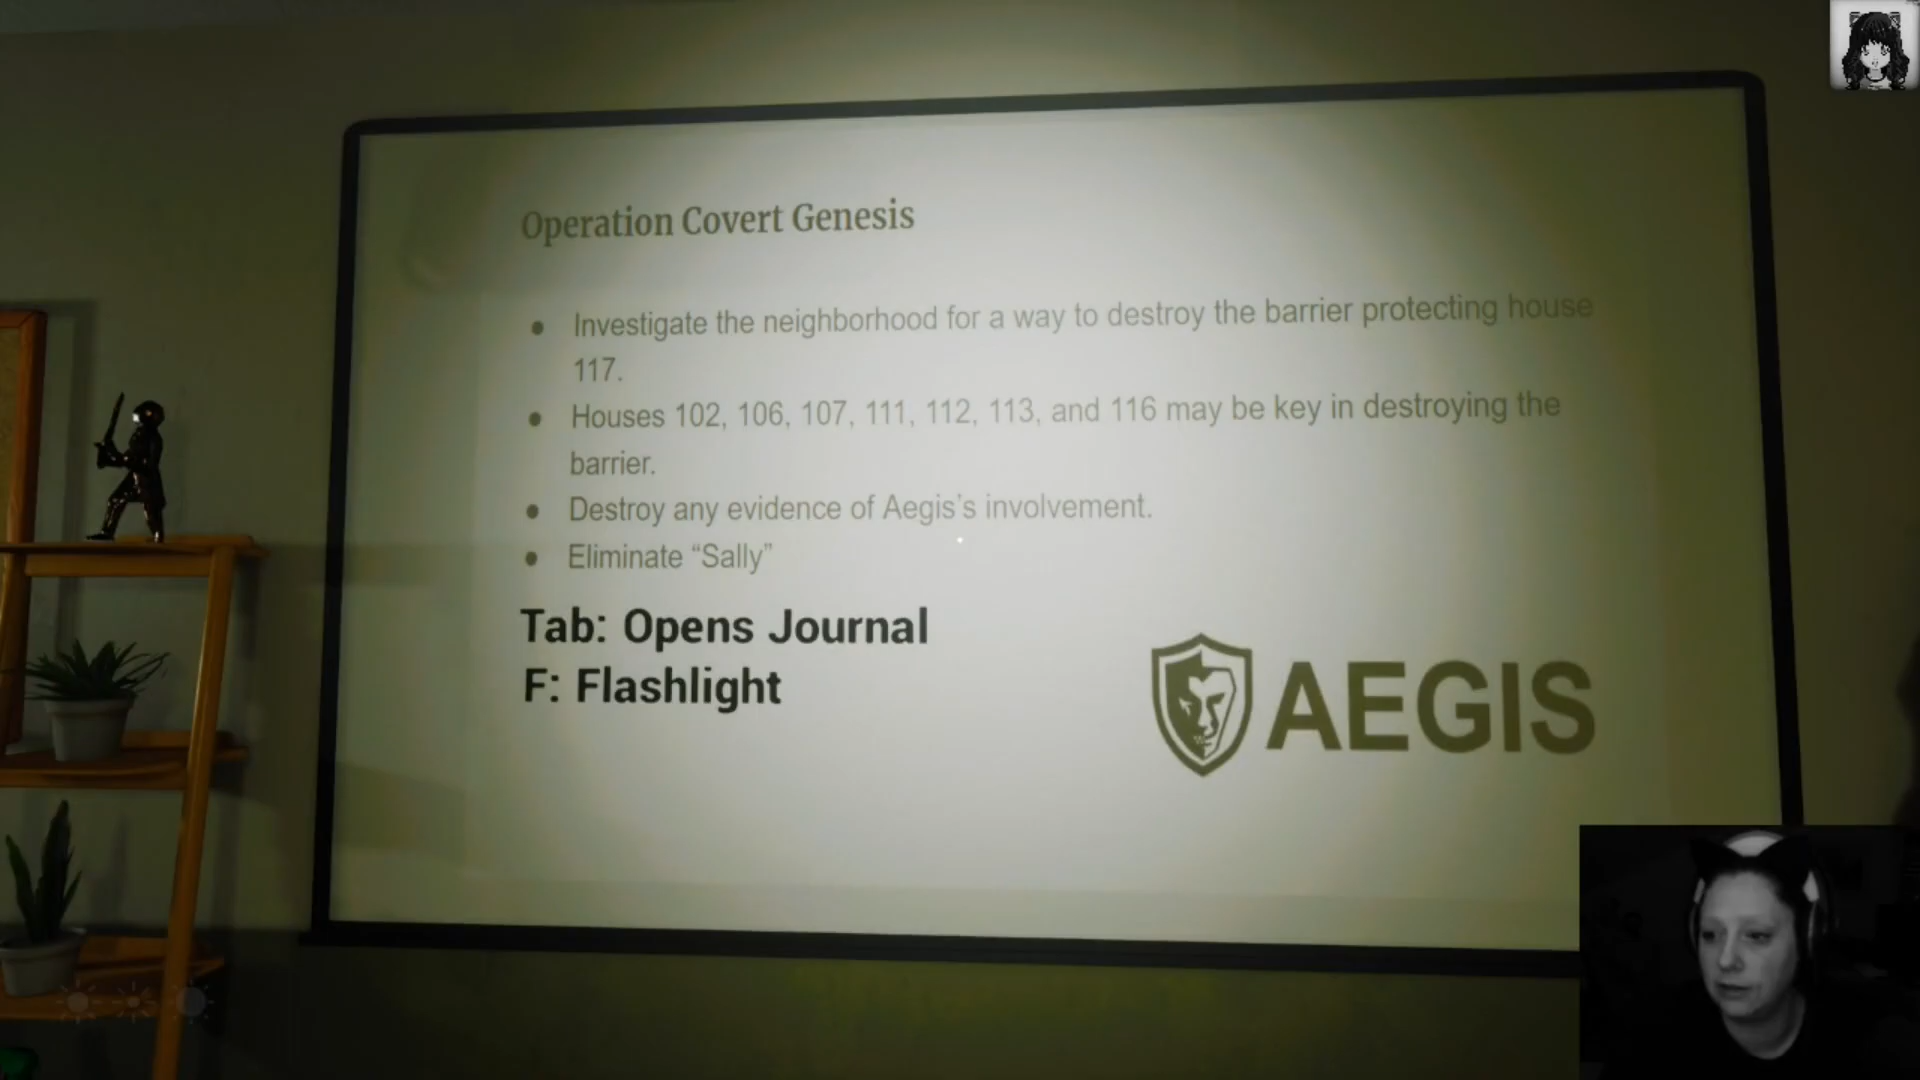 Operation Covert Genesis
● Investigate the neighborhood for a way to destroy the barrier protecting house
117.
● Houses 102, 106, 107, 111, 112, 113, and 116 may be key in destroying the
barrier.
● Destroy any evidence of Aegis's involvement.
● Eliminate “Sally”
Tab: Opens Journal
F: Flashlight
AEGIS